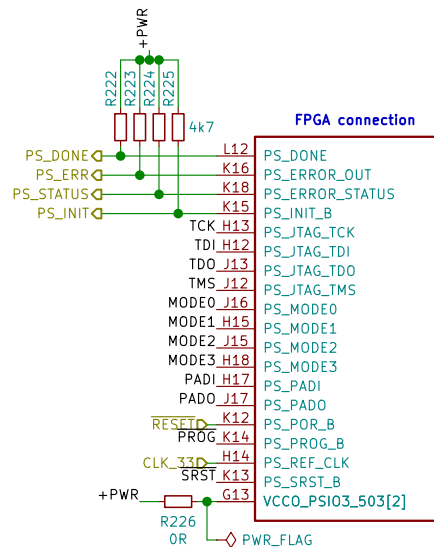 +PWR
R222 R223 R224 R225
4k7
FPGA connection
PS_DONE L12 PS_DONE
PS_ERR K16 PS_ERROR_OUT
PS_STATUS K18 PS_ERROR_STATUS
PS_INIT K15 PS_INIT_B
TCK H13 PS_JTAG_TCK
TDI H12 PS_JTAG_TDI
TDO J13 PS_JTAG_TDO
TMS J12 PS_JTAG_TMS
MODE0 J16 PS_MODE0
MODE1 H15 PS_MODE1
MODE2 J15 PS_MODE2
MODE3 H18 PS_MODE3
PADI H17 PS_PADI
PADO J17 PS_PADO
RESET K12 PS_POR_B
PROG K14 PS_PROG_B
CLK_33 H14 PS_REF_CLK
SRST K13 PS_SRST_B
+PWR G13 VCCO_PSIO3_503[2]
R226
0R
PWR_FLAG